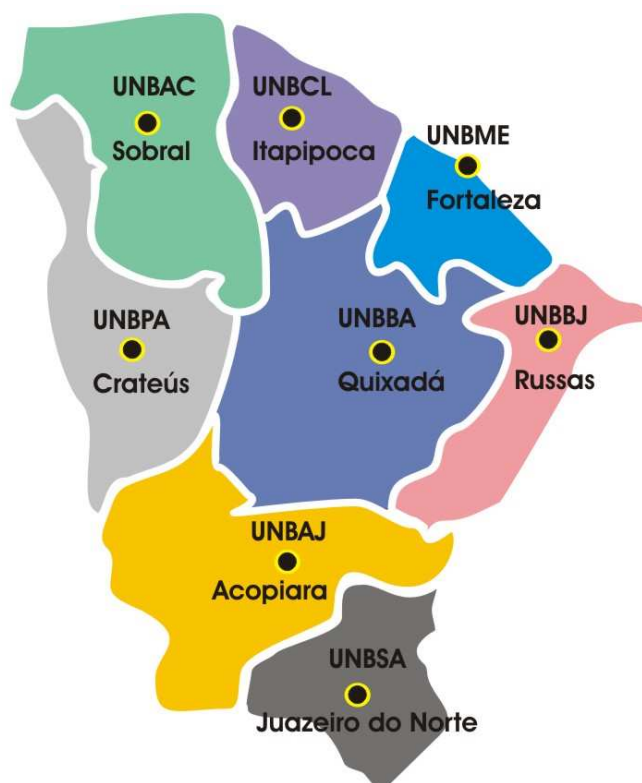 UNBAC
Sobral
UNBCL
Itapipoca
UNBME
Fortaleza
UNBPA
Crateús
UNBBA
Quixadá
UNBBJ
Russas
UNBAJ
Acopiara
UNBSA
Juazeiro do Norte